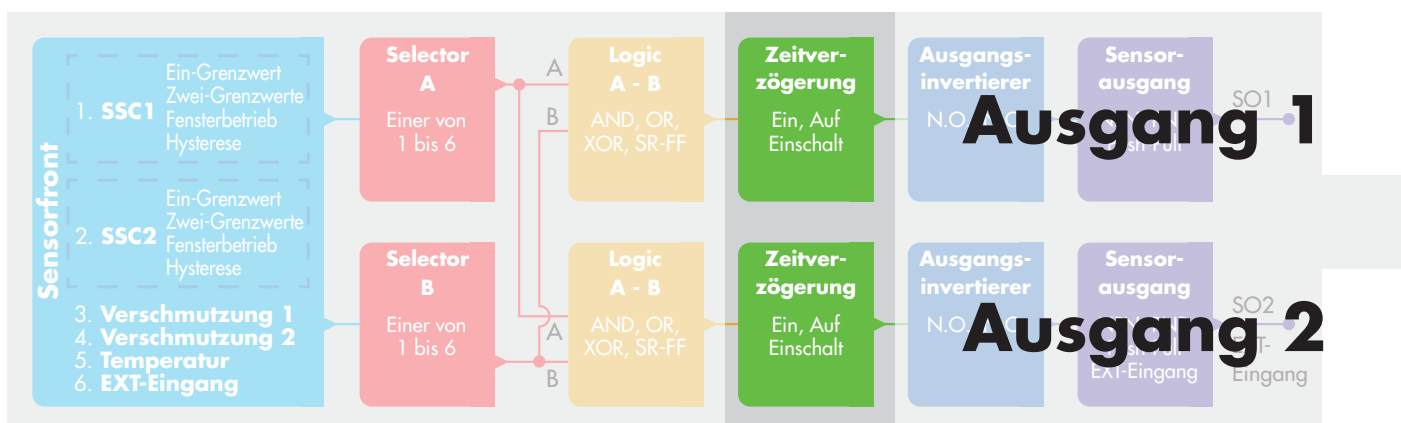 Sensorfront
1. SSC1
Ein-Grenzwert
Zwei-Grenzwerte
Fensterbetrieb
Hysterese
2. SSC2
Ein-Grenzwert
Zwei-Grenzwerte
Fensterbetrieb
Hysterese
3. Verschmutzung 1
4. Verschmutzung 2
5. Temperatur
6. EXT-Eingang
Selector
A
Einer von
1 bis 6
A
B
Logic
A - B
AND, OR,
XOR, SR-FF
Zeitver-
zögerung
Ein, Auf
Einschalt
Ausgangs-
invertierer
N.O.
Sensor-
ausgang
SO1
Ausgang 1
Selector
B
Einer von
1 bis 6
A
B
Logic
A - B
AND, OR,
XOR, SR-FF
Zeitver-
zögerung
Ein, Auf
Einschalt
Ausgangs-
invertierer
N.O.
Sensor-
ausgang
EXT-Eingang
SO2
Eingang
Ausgang 2